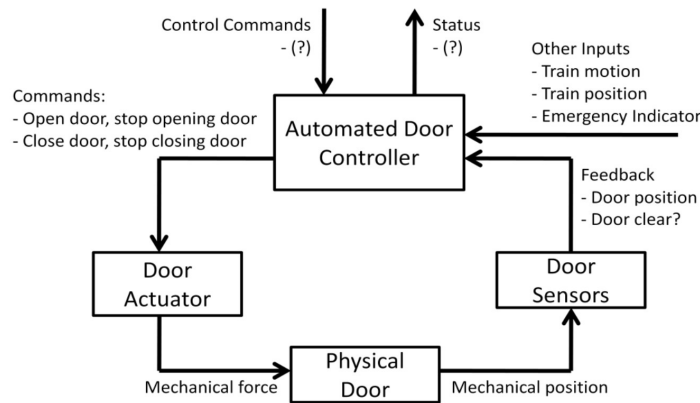 Control Commands
- (?)
Status
- (?)
Other Inputs
- Train motion
- Train position
- Emergency Indicator
Commands:
- Open door, stop opening door
- Close door, stop closing door
Automated Door
Controller
Feedback
- Door position
- Door clear?
Door
Actuator
Door
Sensors
Physical
Door
Mechanical force
Mechanical position